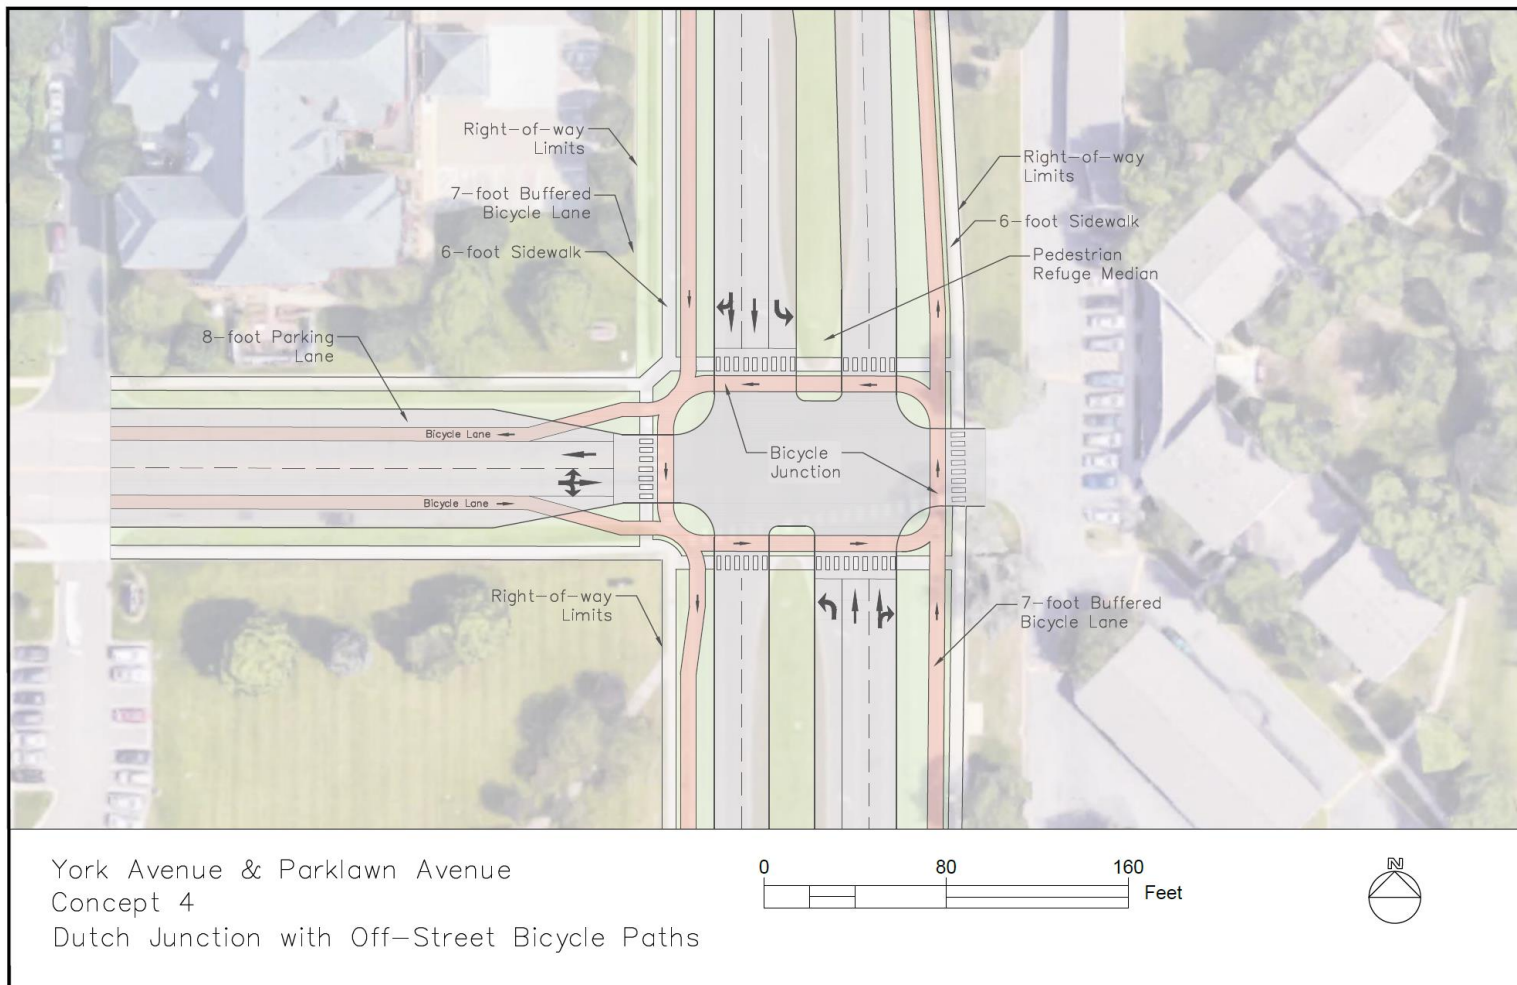 Right-of-way
Limits
7-foot Buffered
Bicycle Lane
6-foot Sidewalk
8-foot Parking
Lane
Right-of-way
Limits
6-foot Sidewalk
Pedestrian
Refuge Median
Bicycle Lane
Bicycle Lane
Bicycle
Junction
Right-of-way
Limits
7-foot Buffered
Bicycle Lane
York Avenue & Parklawn Avenue
Concept 4
Dutch Junction with Off-Street Bicycle Paths
0 80 160
Feet
N